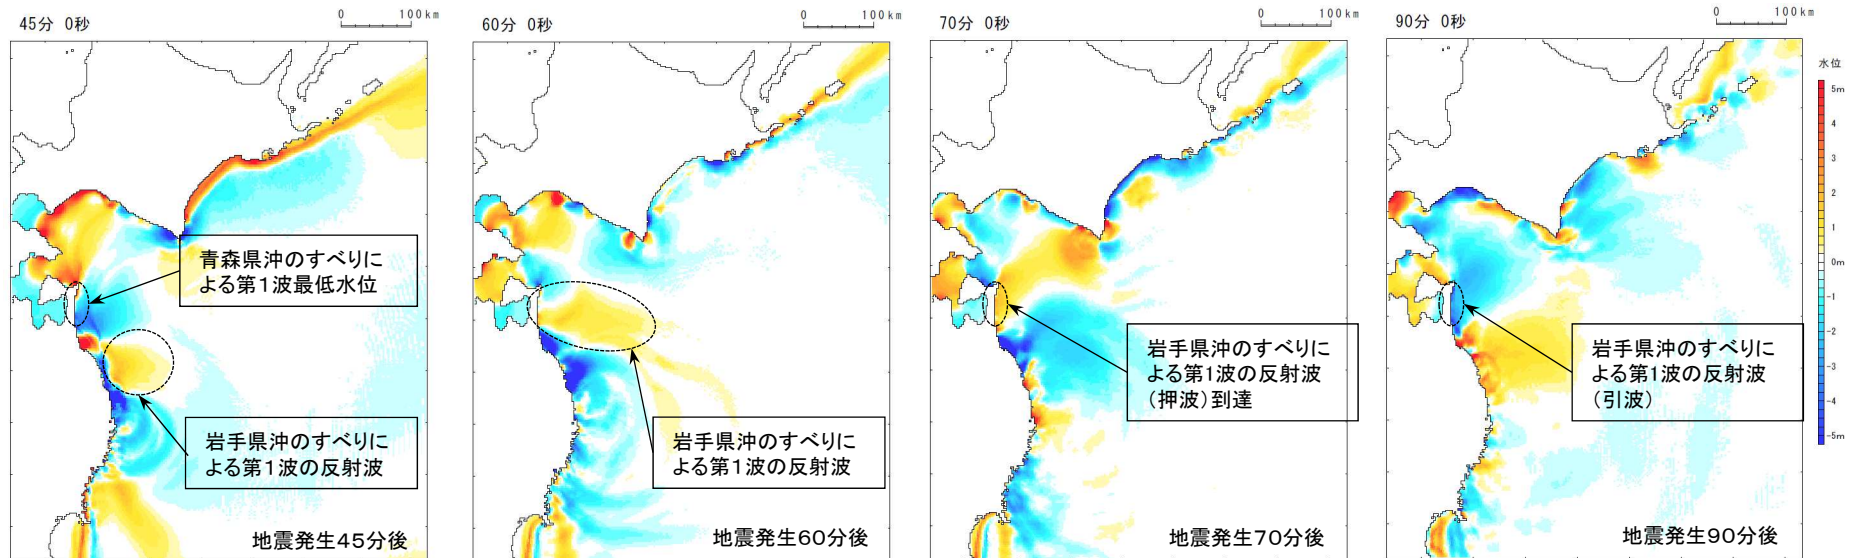 45分 0秒
0 100km
青森県沖のすべりに
よる第1波最低水位
岩手県沖のすべりに
よる第1波の反射波
地震発生45分後
60分 0秒
0 100km
岩手県沖のすべりに
よる第1波の反射波
地震発生60分後
70分 0秒
0 100km
岩手県沖のすべりに
よる第1波の反射波
(押波)到達
地震発生70分後
90分 0秒
0 100km
岩手県沖のすべりに
よる第1波の反射波
(引波)
地震発生90分後
水位
5m
4
3
2
1
0m
-1
-2
-3
-4
-5m